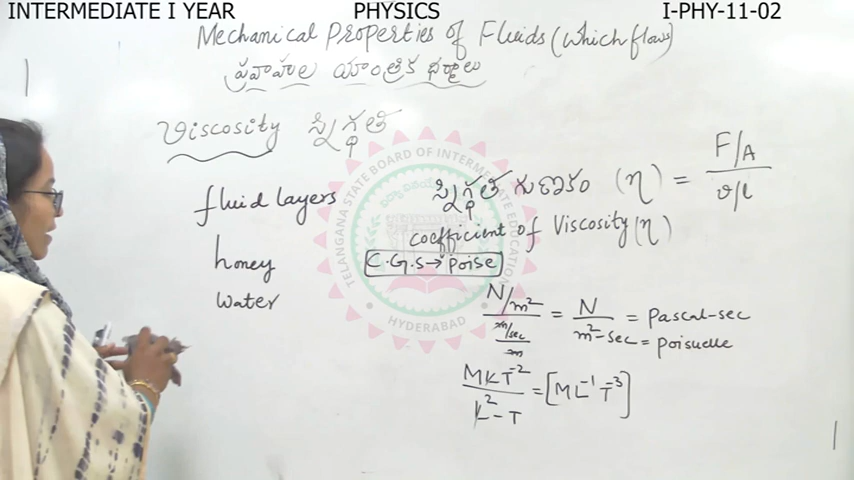 INTERMEDIATE I YEAR PHYSICS I-PHY-11-02
Mechanical Properties of Fluids (which flows)
ప్రవాహాల యాంత్రిక ధర్మాలు
Viscosity స్నిగ్ధత
fluid layers
honey
water
స్నిగ్ధత గుణకం (η) = F/A / v/l
coefficient of Viscosity (η)
C.G.S → poise
N/m² / m/sec / m = N / m²-sec = pascal-sec
= poisuelle
MLT⁻² / L²-T = [ML⁻¹T⁻³]
TELANGANA STATE BOARD OF INTERMEDIATE EDUCATION
HYDERABAD